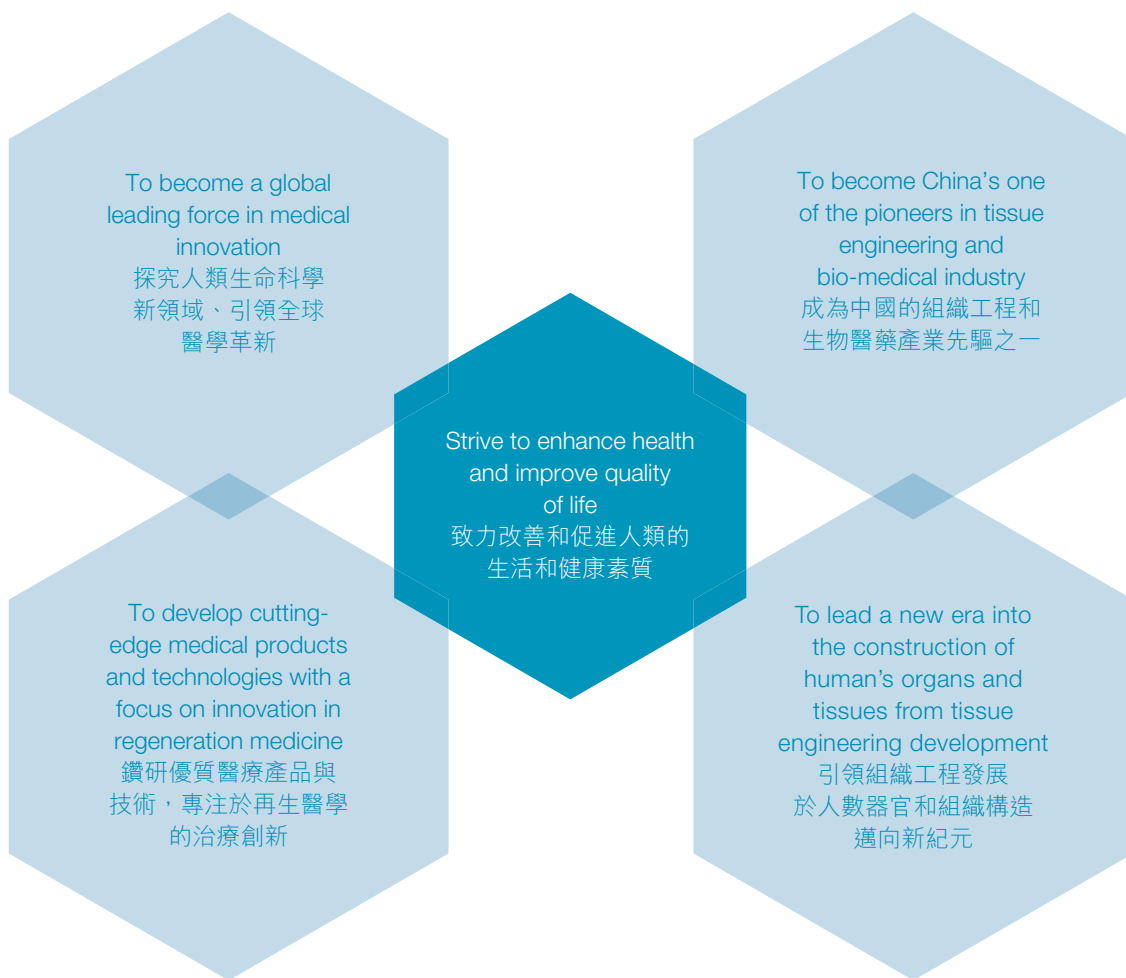 To become a global
leading force in medical
innovation
探究人類生命科學
新領域、引領全球
醫學革新
To become China's one
of the pioneers in tissue
engineering and
bio-medical industry
成為中國的組織工程和
生物醫藥產業先驅之一
Strive to enhance health
and improve quality
of life
致力改善和促進人類的
生活和健康素質
To develop cutting-
edge medical products
and technologies with a
focus on innovation in
regeneration medicine
鑽研優質醫療產品與
技術，專注於再生醫學
的治療創新
To lead a new era into
the construction of
human's organs and
tissues from tissue
engineering development
引領組織工程發展
於人數器官和組織構造
邁向新紀元